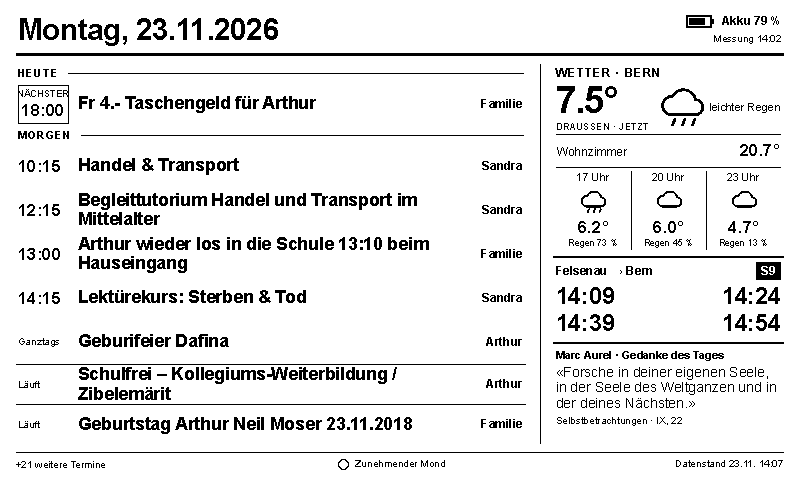 Montag, 23.11.2026
Akku 79 %
Messung 14:02
HEUTE
NÄCHSTER
18:00
Fr 4.- Taschengeld für Arthur
Familie
MORGEN
10:15
Handel & Transport
Sandra
12:15
Begleittutorium Handel und Transport im
Mittelalter
Sandra
13:00
Arthur wieder los in die Schule 13:10 beim
Hauseingang
Familie
14:15
Lektürekurs: Sterben & Tod
Sandra
Ganztags
Geburifeier Dafina
Arthur
Läuft
Schulfrei – Kollegiums-Weiterbildung /
Zibelemärit
Arthur
Läuft
Geburtstag Arthur Neil Moser 23.11.2018
Familie
WETTER · BERN
7.5°
leichter Regen
DRAUSSEN · JETZT
Wohnzimmer
20.7°
17 Uhr
20 Uhr
23 Uhr
6.2°
6.0°
4.7°
Regen 73 %
Regen 45 %
Regen 13 %
Felsenau › Bern
S9
14:09
14:24
14:39
14:54
Marc Aurel · Gedanke des Tages
«Forsche in deiner eigenen Seele,
in der Seele des Weltganzen und in
der deines Nächsten.»
Selbstbetrachtungen · IX, 22
+21 weitere Termine
Zunehmender Mond
Datenstand 23.11. 14:07